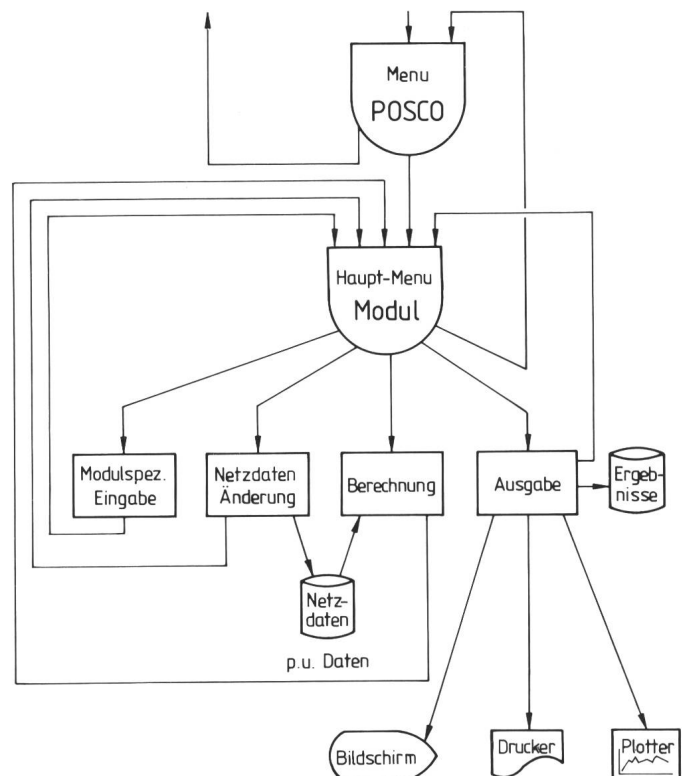 Menu
POSCO
Haupt-Menu
Modul
Modulspez.
Eingabe
Netzdaten
Änderung
Berechnung
Ausgabe
Ergeb-
nisse
Netz-
daten
p.u. Daten
Bildschirm
Drucker
Plotter